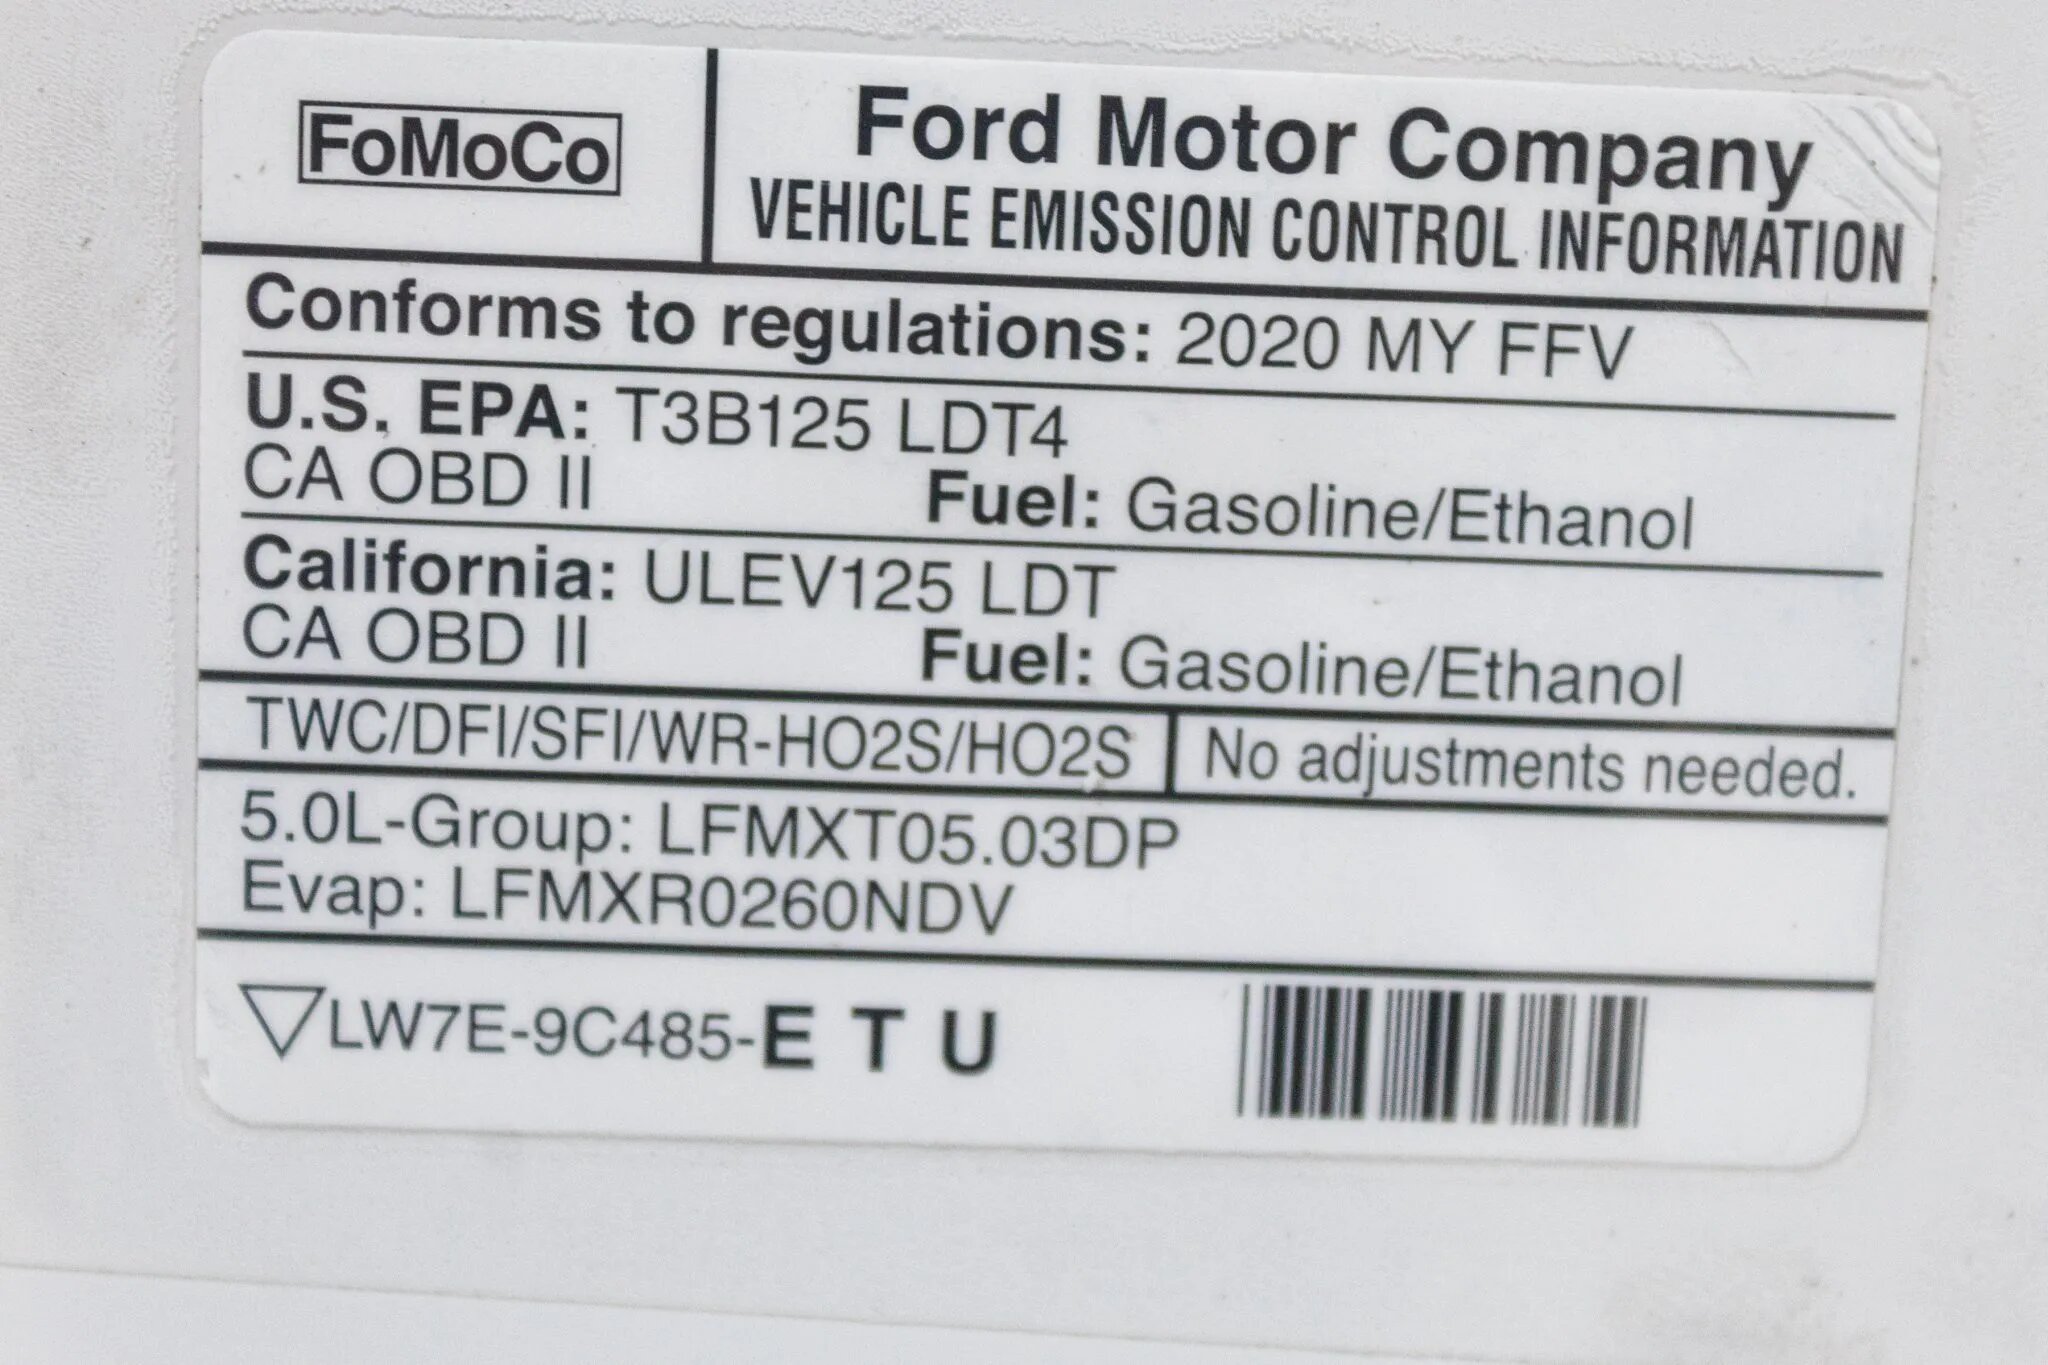 FoMoCo
Ford Motor Company
VEHICLE EMISSION CONTROL INFORMATION
Conforms to regulations: 2020 MY FFV
U.S. EPA: T3B125 LDT4
CA OBD II Fuel: Gasoline/Ethanol
California: ULEV125 LDT
CA OBD II Fuel: Gasoline/Ethanol
TWC/DFI/SFI/WR-HO2S/HO2S No adjustments needed.
5.0L-Group: LFMXT05.03DP
Evap: LFMXR0260NDV
LW7E-9C485-E T U